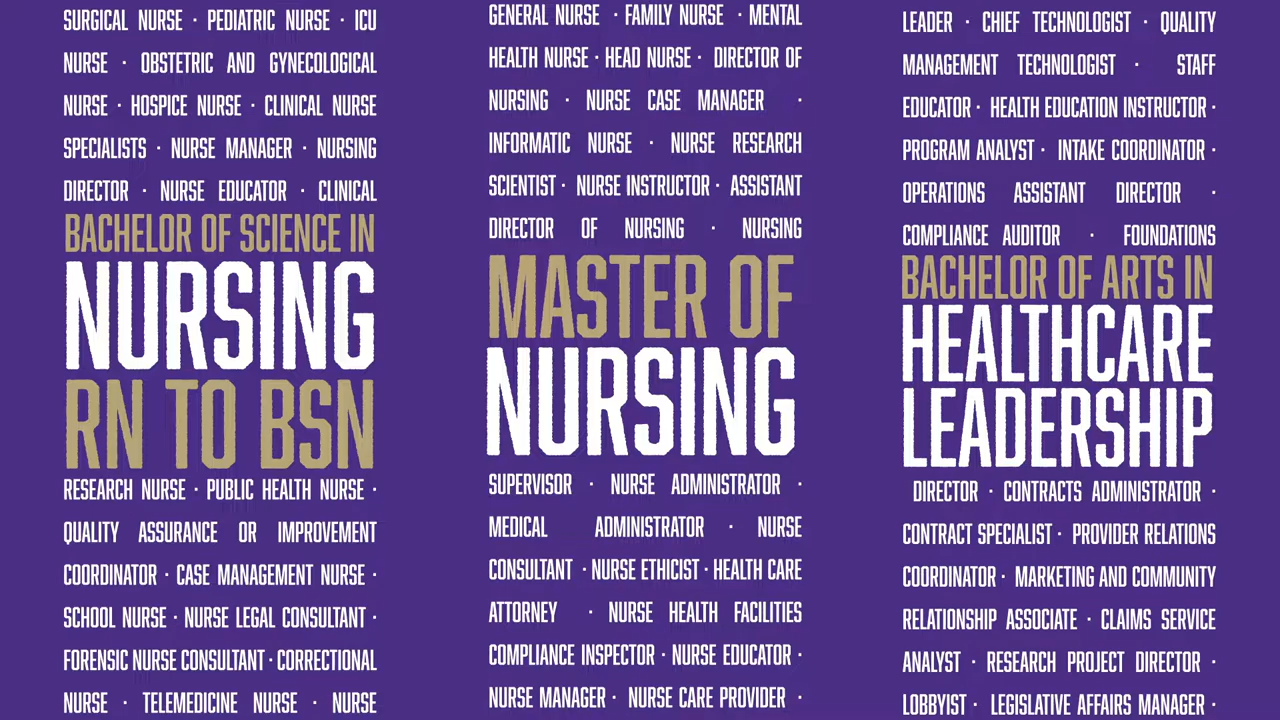 SURGICAL NURSE · PEDIATRIC NURSE · ICU
NURSE · OBSTETRIC AND GYNECOLOGICAL
NURSE · HOSPICE NURSE · CLINICAL NURSE
SPECIALISTS · NURSE MANAGER · NURSING
DIRECTOR · NURSE EDUCATOR · CLINICAL
BACHELOR OF SCIENCE IN
NURSING
RN TO BSN
RESEARCH NURSE · PUBLIC HEALTH NURSE ·
QUALITY ASSURANCE OR IMPROVEMENT
COORDINATOR · CASE MANAGEMENT NURSE ·
SCHOOL NURSE · NURSE LEGAL CONSULTANT ·
FORENSIC NURSE CONSULTANT · CORRECTIONAL
NURSE · TELEMEDICINE NURSE · NURSE
GENERAL NURSE · FAMILY NURSE · MENTAL
HEALTH NURSE · HEAD NURSE · DIRECTOR OF
NURSING · NURSE CASE MANAGER ·
INFORMATIC NURSE · NURSE RESEARCH
SCIENTIST · NURSE INSTRUCTOR · ASSISTANT
DIRECTOR OF NURSING · NURSING
MASTER OF
NURSING
SUPERVISOR · NURSE ADMINISTRATOR ·
MEDICAL ADMINISTRATOR · NURSE
CONSULTANT · NURSE ETHICIST · HEALTH CARE
ATTORNEY · NURSE HEALTH FACILITIES
COMPLIANCE INSPECTOR · NURSE EDUCATOR ·
NURSE MANAGER · NURSE CARE PROVIDER ·
LEADER · CHIEF TECHNOLOGIST · QUALITY
MANAGEMENT TECHNOLOGIST · STAFF
EDUCATOR · HEALTH EDUCATION INSTRUCTOR ·
PROGRAM ANALYST · INTAKE COORDINATOR ·
OPERATIONS ASSISTANT DIRECTOR ·
COMPLIANCE AUDITOR · FOUNDATIONS
BACHELOR OF ARTS IN
HEALTHCARE
LEADERSHIP
DIRECTOR · CONTRACTS ADMINISTRATOR ·
CONTRACT SPECIALIST · PROVIDER RELATIONS
COORDINATOR · MARKETING AND COMMUNITY
RELATIONSHIP ASSOCIATE · CLAIMS SERVICE
ANALYST · RESEARCH PROJECT DIRECTOR ·
LOBBYIST · LEGISLATIVE AFFAIRS MANAGER ·